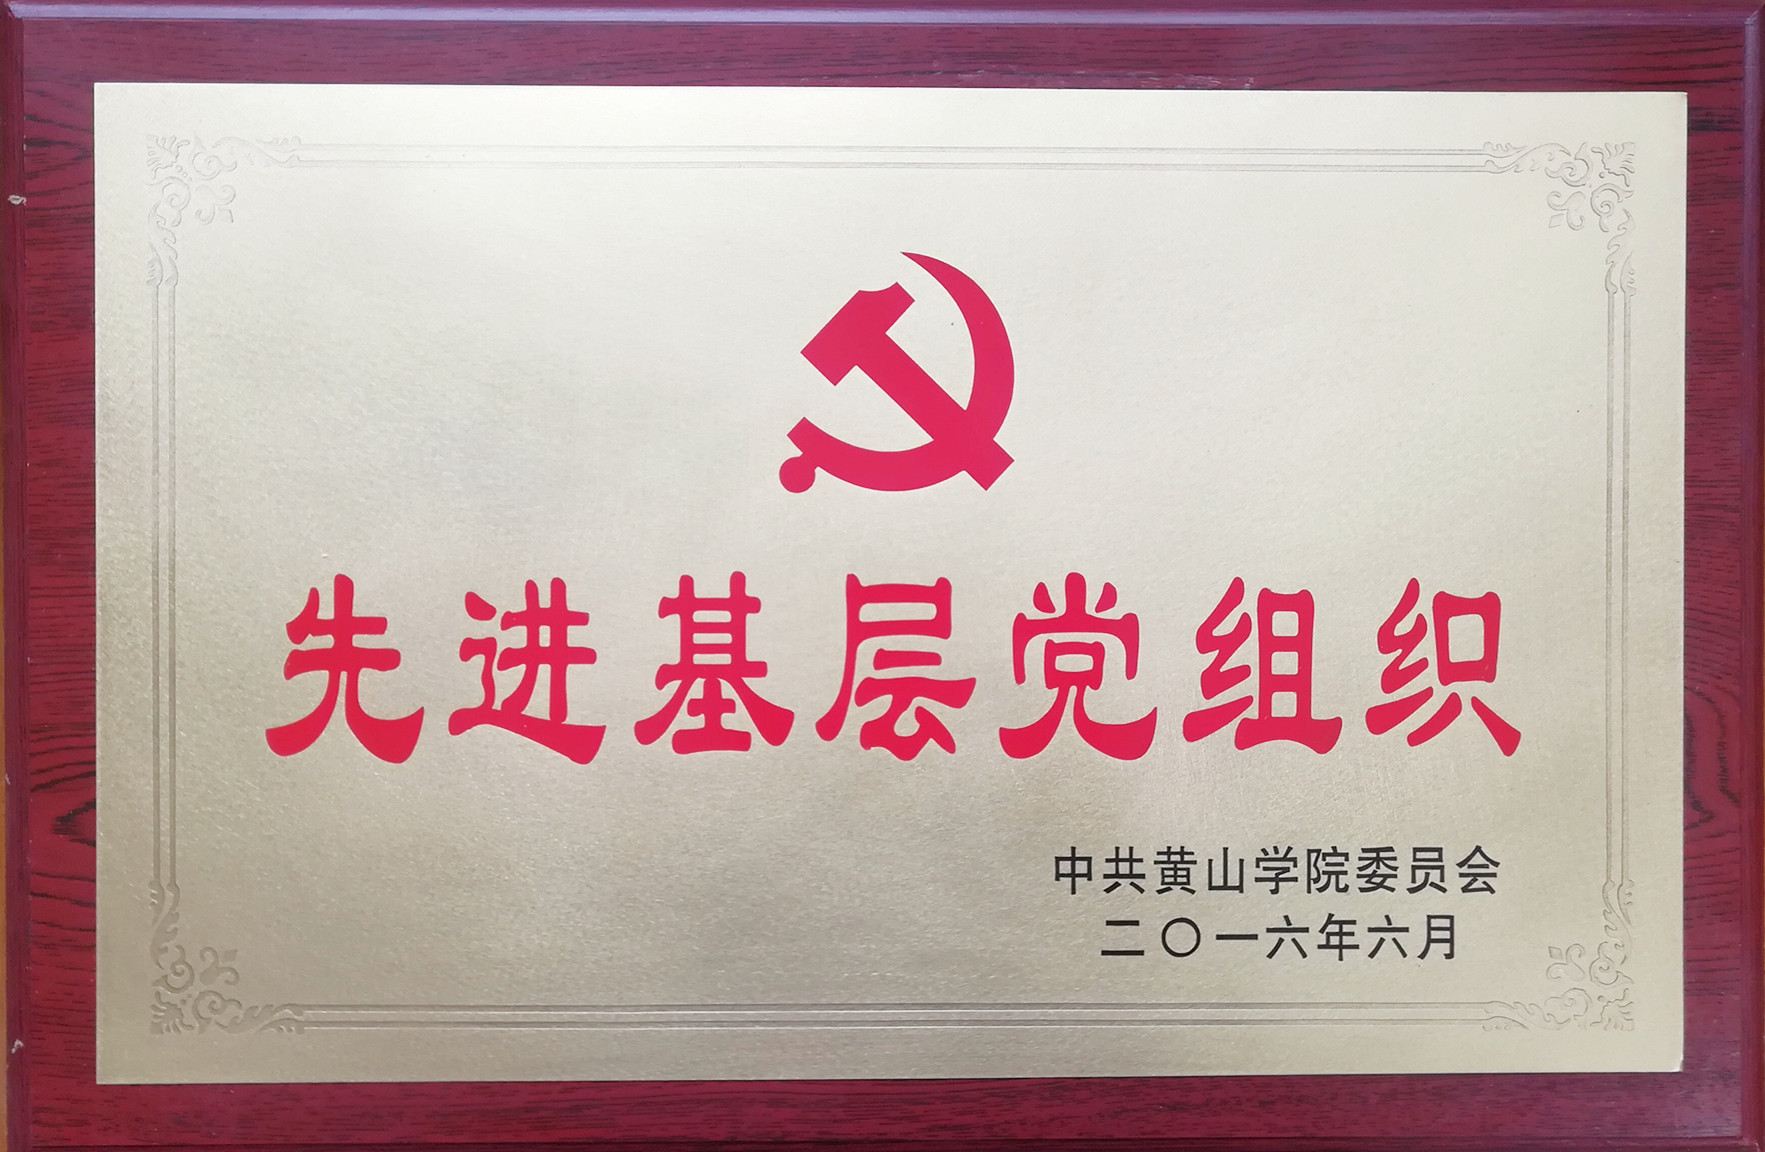 先进基层党组织
中共黄山学院委员会
二〇一六年六月